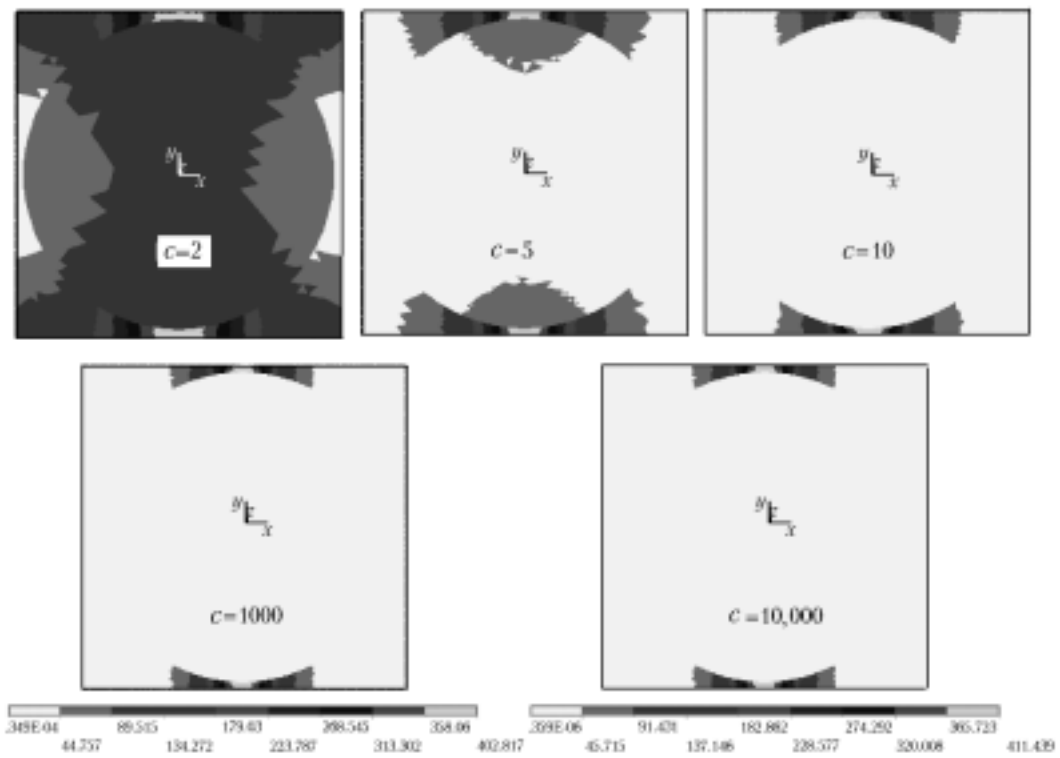 y
x
c=2
y
x
c=5
y
x
c=10
y
x
c=1000
y
x
c =10,000
.349E-04 89.515 179.03 268.545 358.06
44.757 134.272 223.787 313.302 402.817
91.431 182.862 274.292 365.723
45.715 137.146 228.577 320.008 411.439